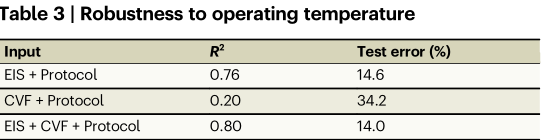 Table 3 | Robustness to operating temperature
Input R² Test error (%)
EIS + Protocol 0.76 14.6
CVF + Protocol 0.20 34.2
EIS + CVF + Protocol 0.80 14.0